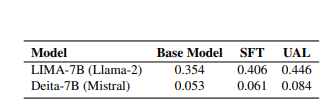 Model Base Model SFT UAL
LIMA-7B (Llama-2) 0.354 0.406 0.446
Deita-7B (Mistral) 0.053 0.061 0.084